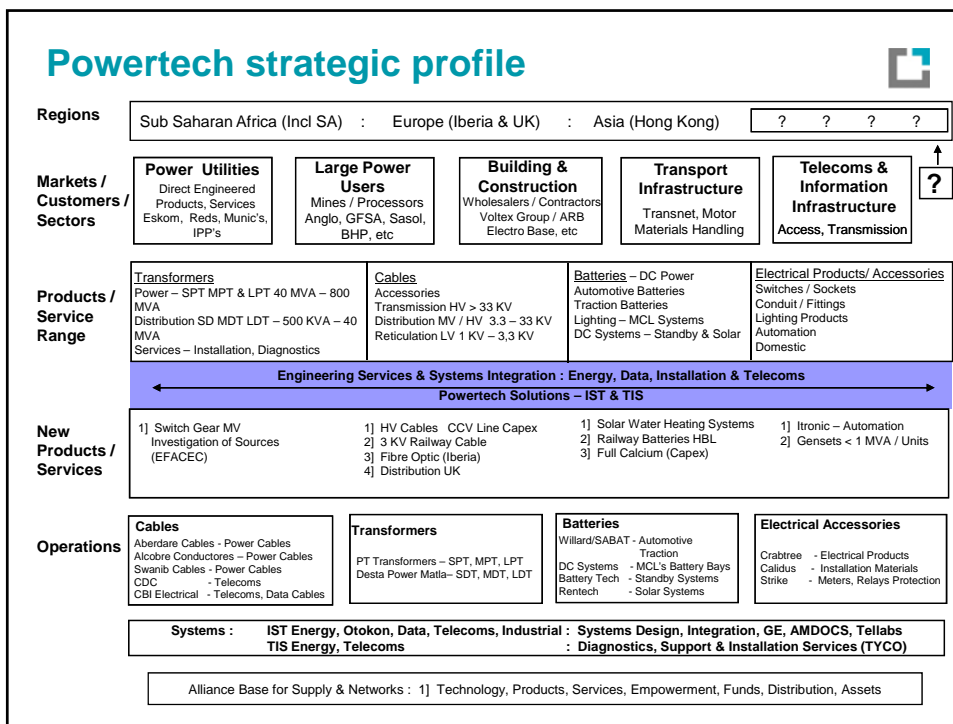 Powertech strategic profile
Regions
Sub Saharan Africa (Incl SA) : Europe (Iberia & UK) : Asia (Hong Kong)
? ? ? ?
Markets /
Customers /
Sectors
Power Utilities
Direct Engineered
Products, Services
Eskom, Reds, Munic's,
IPP's
Large Power
Users
Mines / Processors
Anglo, GFSA, Sasol,
BHP, etc
Building &
Construction
Wholesalers / Contractors
Voltex Group / ARB
Electro Base, etc
Transport
Infrastructure
Transnet, Motor
Materials Handling
Telecoms &
Information
Infrastructure
Access, Transmission
?
Products /
Service
Range
Transformers
Power – SPT MPT & LPT 40 MVA – 800
MVA
Distribution SD MDT LDT – 500 KVA – 40
MVA
Services – Installation, Diagnostics
Cables
Accessories
Transmission HV > 33 KV
Distribution MV / HV 3.3 – 33 KV
Reticulation LV 1 KV – 3,3 KV
Batteries – DC Power
Automotive Batteries
Traction Batteries
Lighting – MCL Systems
DC Systems – Standby & Solar
Electrical Products/ Accessories
Switches / Sockets
Conduit / Fittings
Lighting Products
Automation
Domestic
Engineering Services & Systems Integration : Energy, Data, Installation & Telecoms
Powertech Solutions – IST & TIS
New
Products /
Services
1] Switch Gear MV
Investigation of Sources
(EFACEC)
1] HV Cables CCV Line Capex
2] 3 KV Railway Cable
3] Fibre Optic (Iberia)
4] Distribution UK
1] Solar Water Heating Systems
2] Railway Batteries HBL
3] Full Calcium (Capex)
1] Itronic – Automation
2] Gensets < 1 MVA / Units
Operations
Cables
Aberdare Cables - Power Cables
Alcobre Conductores – Power Cables
Swanib Cables - Power Cables
CDC - Telecoms
CBI Electrical - Telecoms, Data Cables
Transformers
PT Transformers – SPT, MPT, LPT
Desta Power Matla– SDT, MDT, LDT
Batteries
Willard/SABAT - Automotive
Traction
DC Systems - MCL's Battery Bays
Battery Tech - Standby Systems
Rentech - Solar Systems
Electrical Accessories
Crabtree - Electrical Products
Calidus - Installation Materials
Strike - Meters, Relays Protection
Systems : IST Energy, Otokon, Data, Telecoms, Industrial : Systems Design, Integration, GE, AMDOCS, Tellabs
TIS Energy, Telecoms : Diagnostics, Support & Installation Services (TYCO)
Alliance Base for Supply & Networks : 1] Technology, Products, Services, Empowerment, Funds, Distribution, Assets